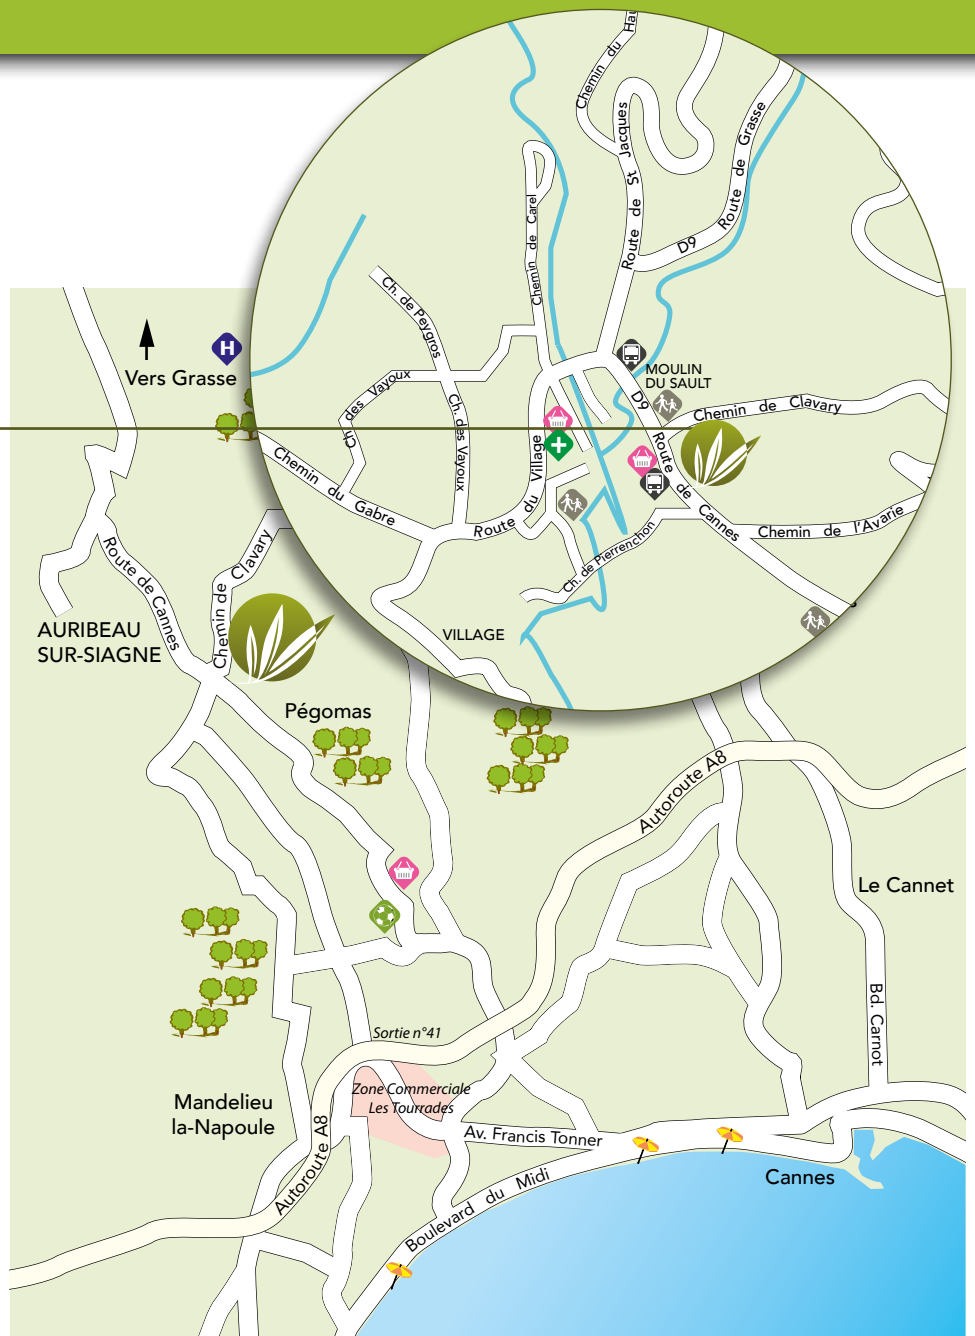 Chemin du Hau
Route de St Jacques
Route de Grasse
D9
Chemin de Carel
Ch. de Peygros
Ch. des Vayoux
Ch. des Vayoux
MOULIN
DU SAULT
D9
Chemin de Clavary
Route de Cannes
Chemin de l'Avarie
Chemin du Gabre
Route du Village
Ch. de Pierrenchon
VILLAGE
H
Vers Grasse
Route de Cannes
Chemin de Clavary
AURIBEAU
SUR-SIAGNE
Pégomas
Autoroute A8
Le Cannet
Bd. Carnot
Sortie n°41
Zone Commerciale
Les Tourrades
Mandelieu
la-Napoule
Autoroute A8
Av. Francis Tonner
Boulevard du Midi
Cannes